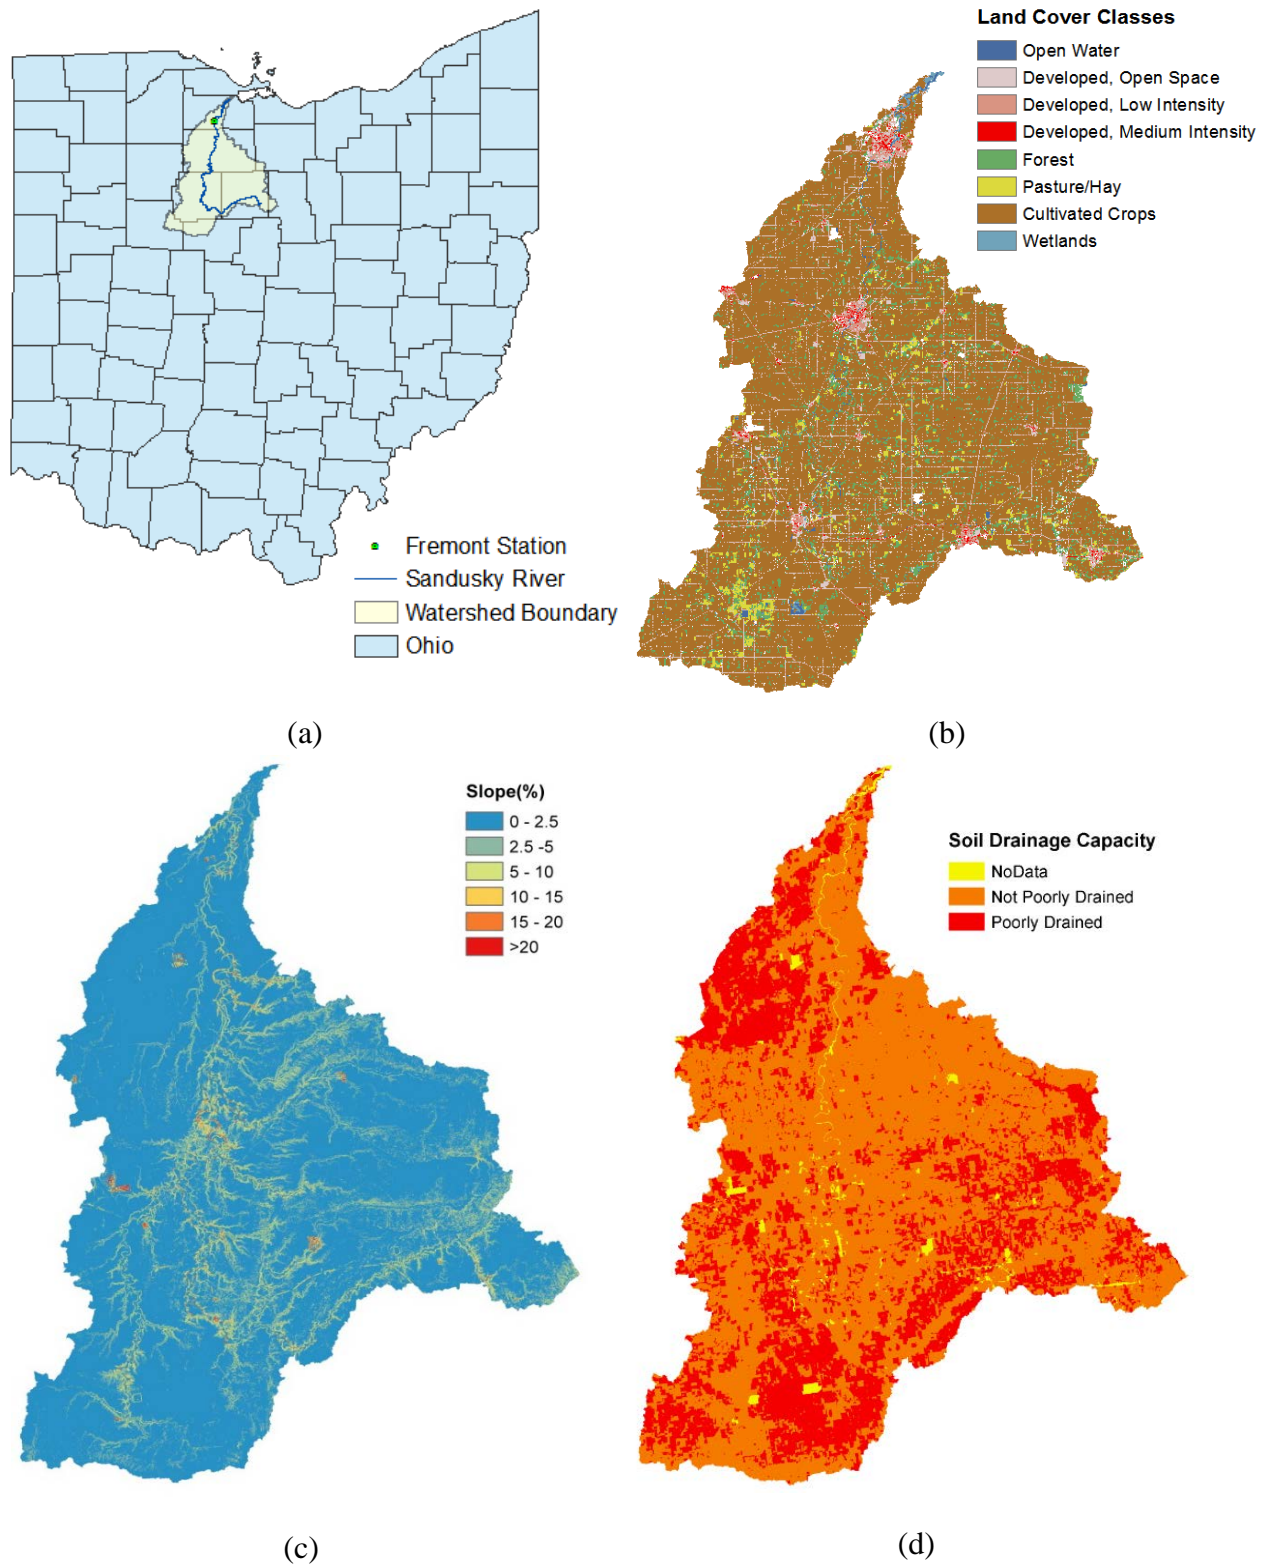 Fremont Station
Sandusky River
Watershed Boundary
Ohio
(a)
Land Cover Classes
Open Water
Developed, Open Space
Developed, Low Intensity
Developed, Medium Intensity
Forest
Pasture/Hay
Cultivated Crops
Wetlands
(b)
Slope(%)
0 - 2.5
2.5 -5
5 - 10
10 - 15
15 - 20
>20
(c)
Soil Drainage Capacity
NoData
Not Poorly Drained
Poorly Drained
(d)